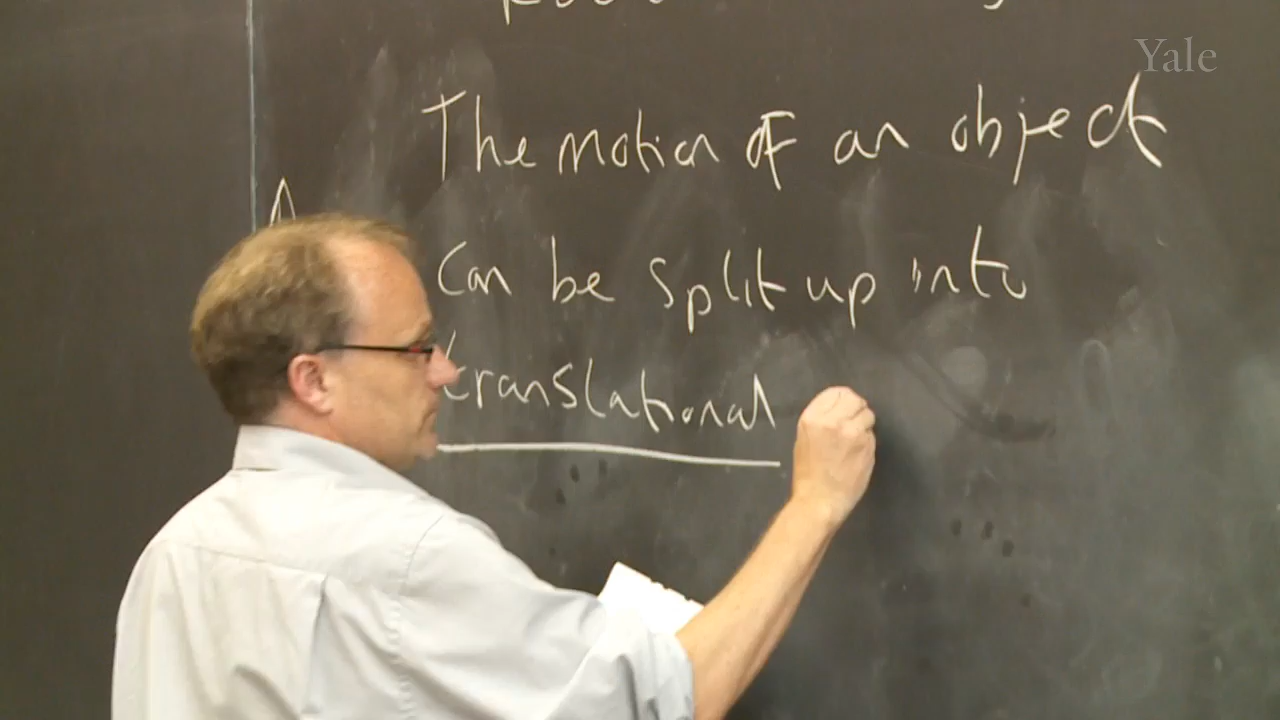 Yale
The motion of an object
can be split up into
translational